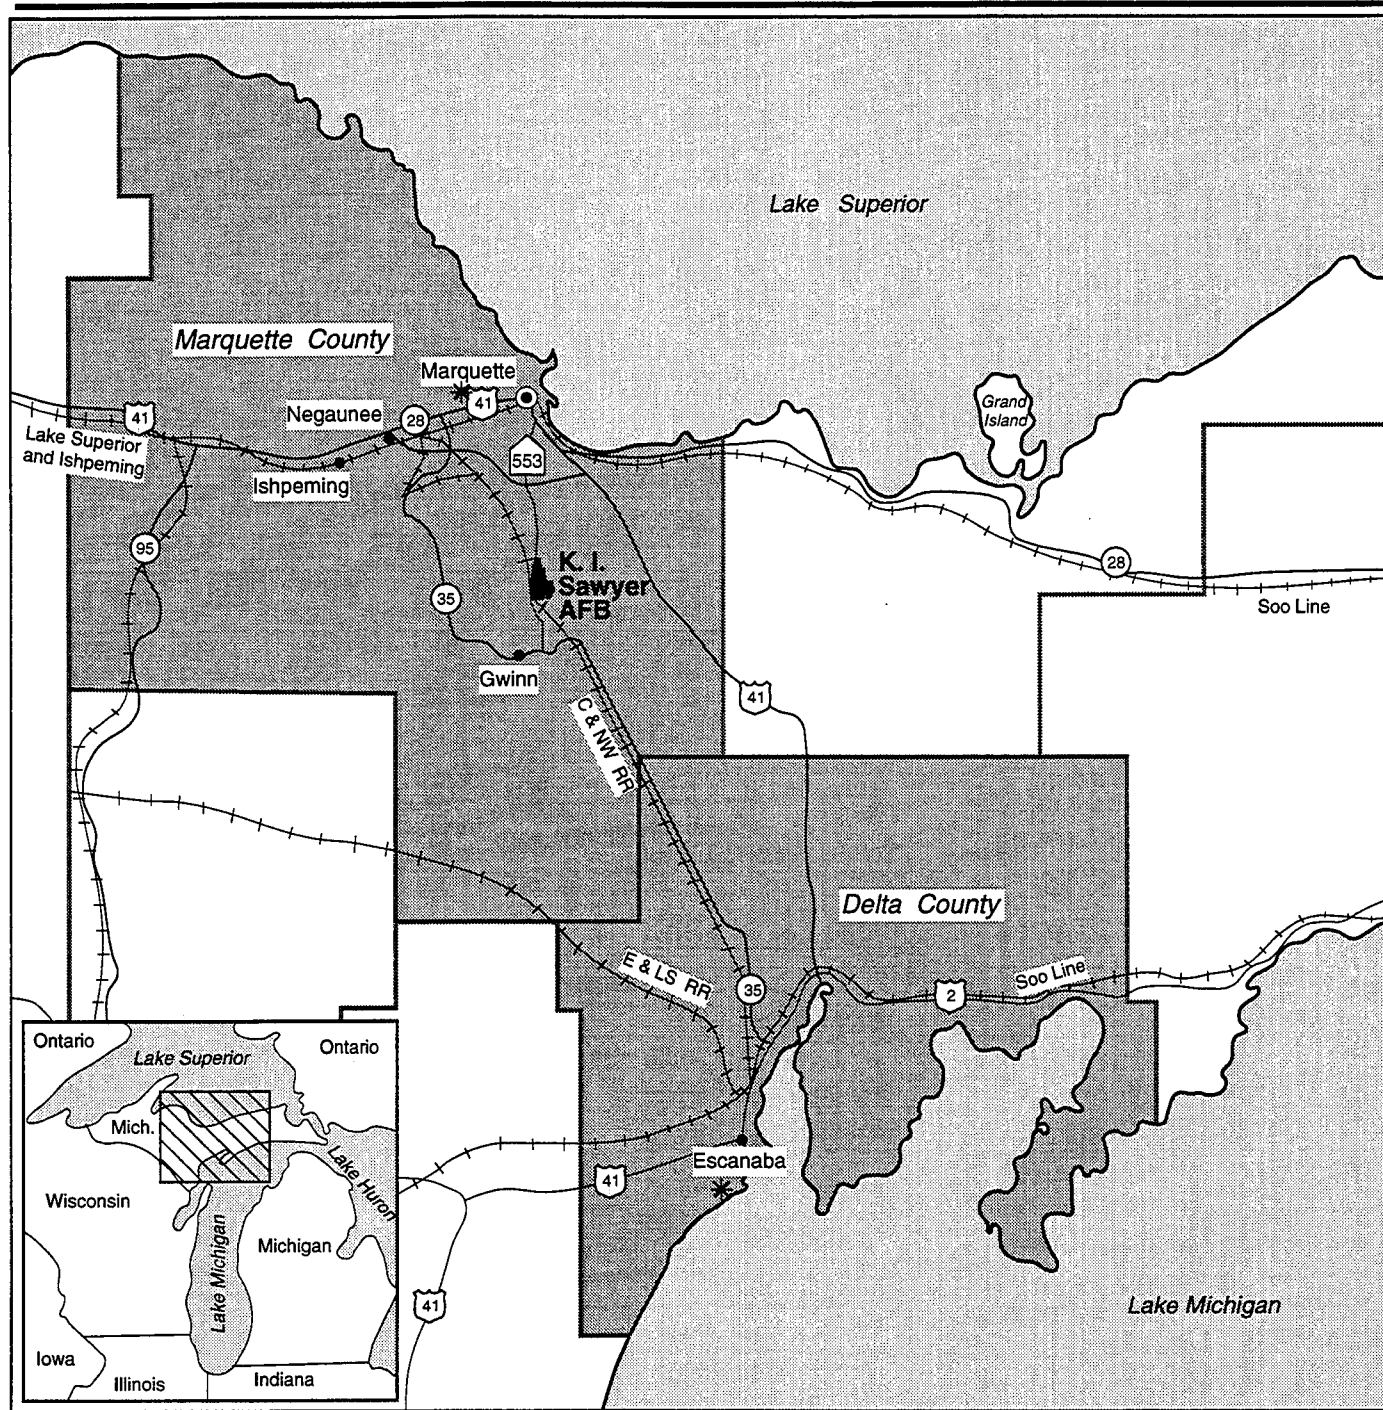 Lake Superior
Marquette County
Marquette
Grand
Island
41
Negaunee
28
41
Lake Superior
and Ishpeming
553
Ishpeming
95
K. I.
Sawyer
AFB
28
35
Soo Line
Gwinn
41
C & NW RR
Delta County
E & LS RR
35
2
Soo Line
Escanaba
41
41
Lake Michigan
Ontario
Lake Superior
Ontario
Mich.
Lake Huron
Wisconsin
Lake Michigan
Michigan
Iowa
Illinois
Indiana